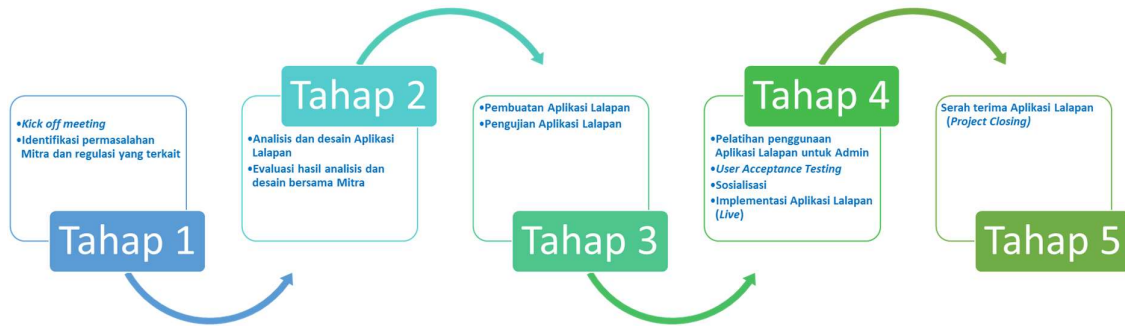 •Kick off meeting
•Identifikasi permasalahan
Mitra dan regulasi yang terkait
Tahap 1
Tahap 2
•Analisis dan desain Aplikasi
Lalapan
•Evaluasi hasil analisis dan
desain bersama Mitra
•Pembuatan Aplikasi Lalapan
•Pengujian Aplikasi Lalapan
Tahap 3
Tahap 4
•Pelatihan penggunaan
Aplikasi Lalapan untuk Admin
•User Acceptance Testing
•Sosialisasi
•Implementasi Aplikasi Lalapan
(Live)
Serah terima Aplikasi Lalapan
(Project Closing)
Tahap 5